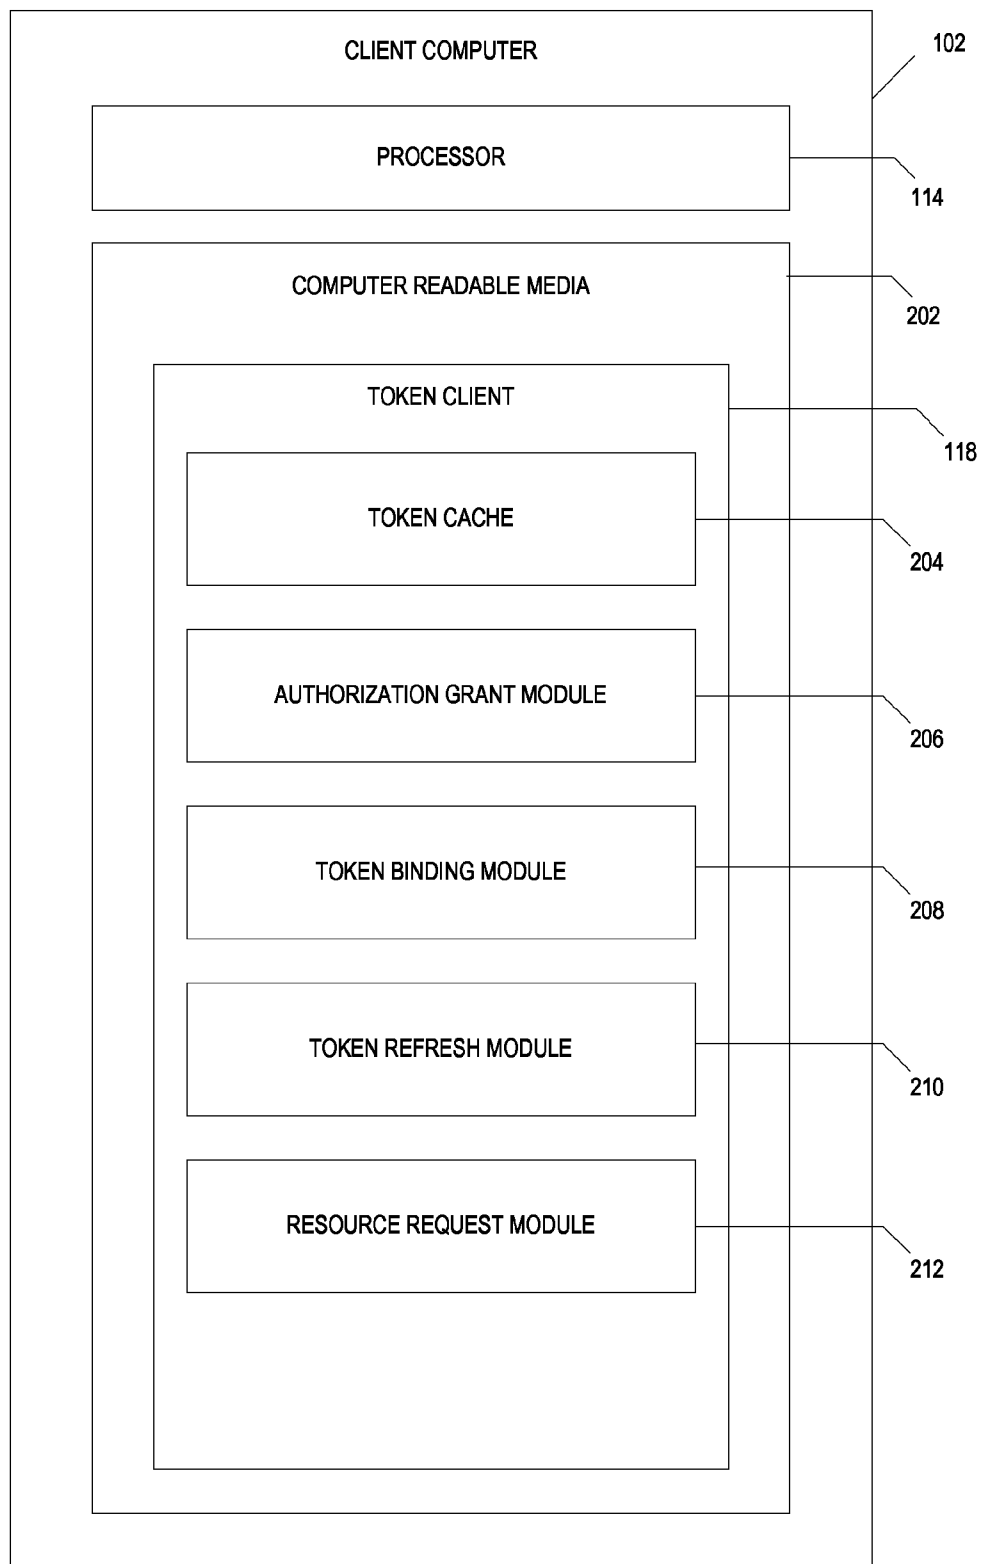 CLIENT COMPUTER
102
PROCESSOR
114
COMPUTER READABLE MEDIA
202
TOKEN CLIENT
118
TOKEN CACHE
204
AUTHORIZATION GRANT MODULE
206
TOKEN BINDING MODULE
208
TOKEN REFRESH MODULE
210
RESOURCE REQUEST MODULE
212